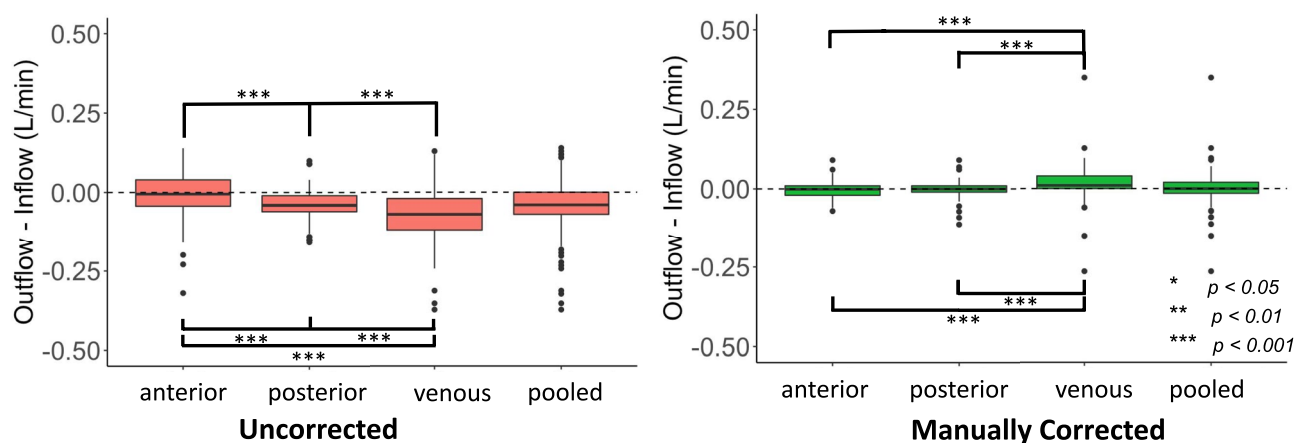 Outflow - Inflow (L/min)
0.50
0.25
0.00
-0.25
-0.50
*** ***
*** ***
***
anterior posterior venous pooled
Uncorrected
Outflow - Inflow (L/min)
0.50
0.25
0.00
-0.25
-0.50
***
***
***
***
* p < 0.05
** p < 0.01
*** p < 0.001
anterior posterior venous pooled
Manually Corrected